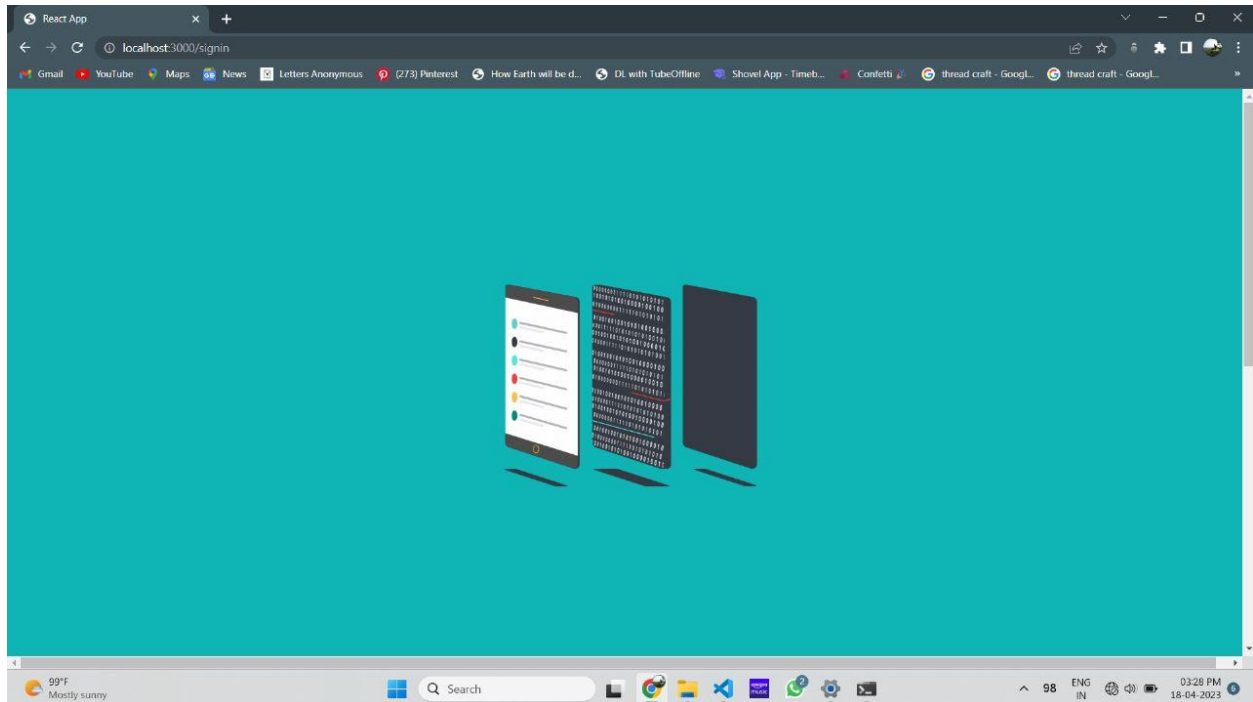 React App
localhost:3000/signin
Gmail YouTube Maps News Letters Anonymous (273) Pinterest How Earth will be d... DL with TubeOffline Shovel App - Timeb... Confetti thread craft - Googl... thread craft - Googl... »
99°F
Mostly sunny
Search
98
ENG
IN
03:28 PM
18-04-2023